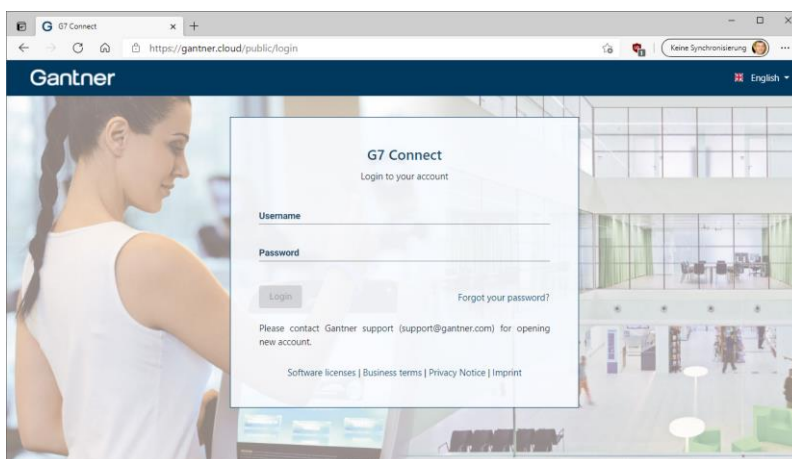 G7 Connect
https://gantner.cloud/public/login
Keine Synchronisierung
Gantner
English
G7 Connect
Login to your account
Username
Password
Login
Forgot your password?
Please contact Gantner support (support@gantner.com) for opening
new account.
Software licenses | Business terms | Privacy Notice | Imprint